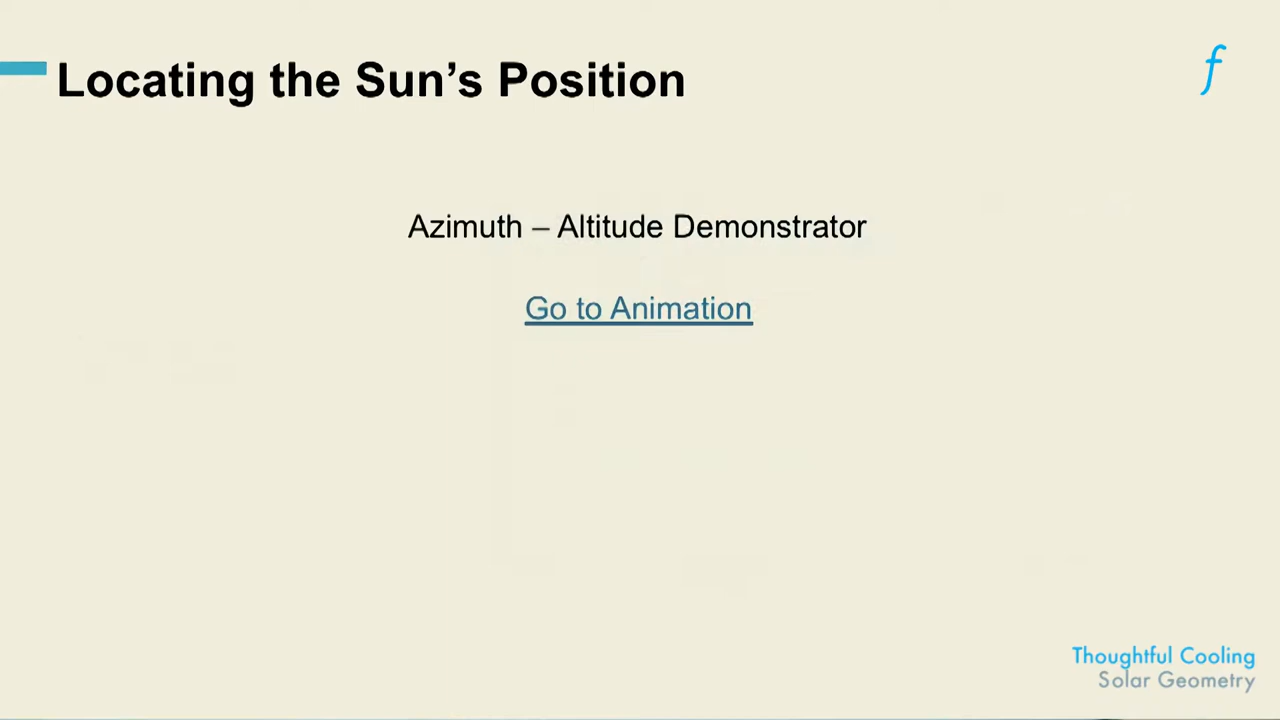 Locating the Sun’s Position
f
Azimuth – Altitude Demonstrator
Go to Animation
Thoughtful Cooling
Solar Geometry